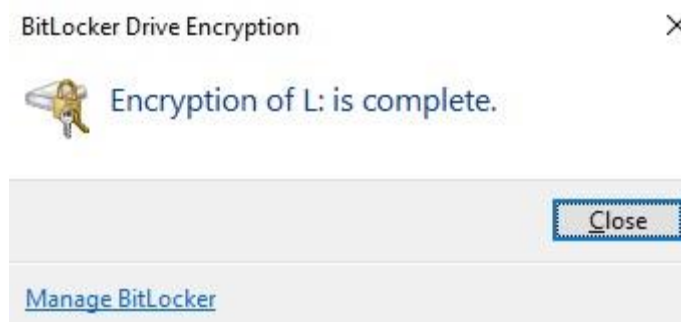 BitLocker Drive Encryption
Encryption of L: is complete.
Close
Manage BitLocker